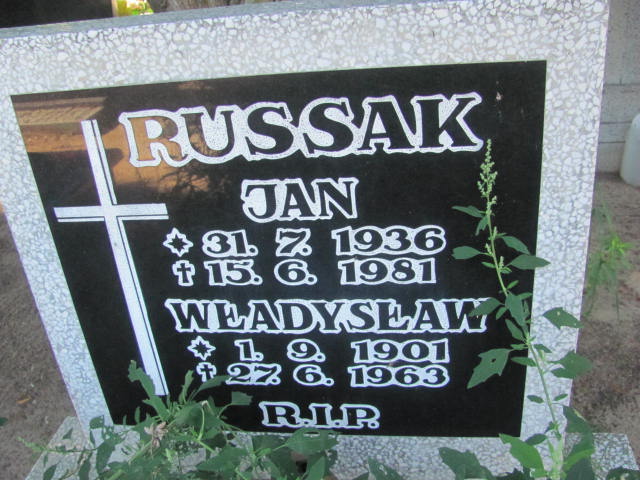 RUSSAK
JAN
31. 7. 1936
✝ 15. 6. 1981
WŁADYSŁAW
1. 9. 1901
✝ 27. 6. 1963
R.I.P.